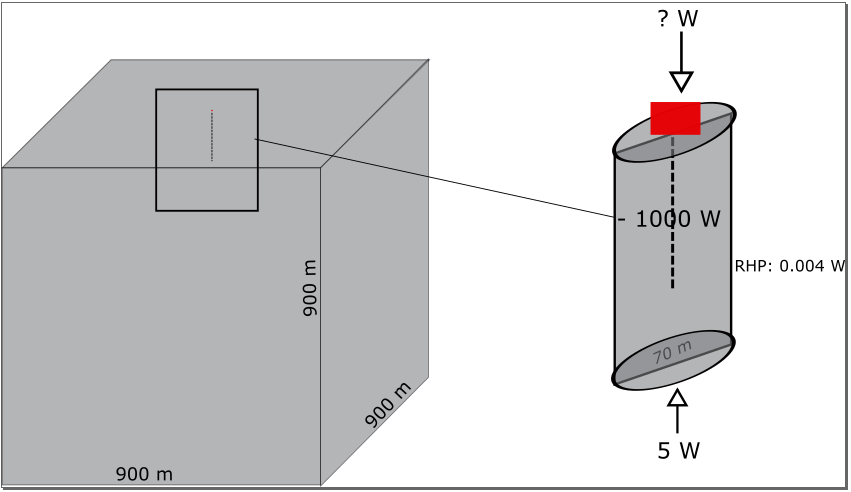 ? W
- 1000 W
RHP: 0.004 W
70 m
5 W
900 m
900 m
900 m